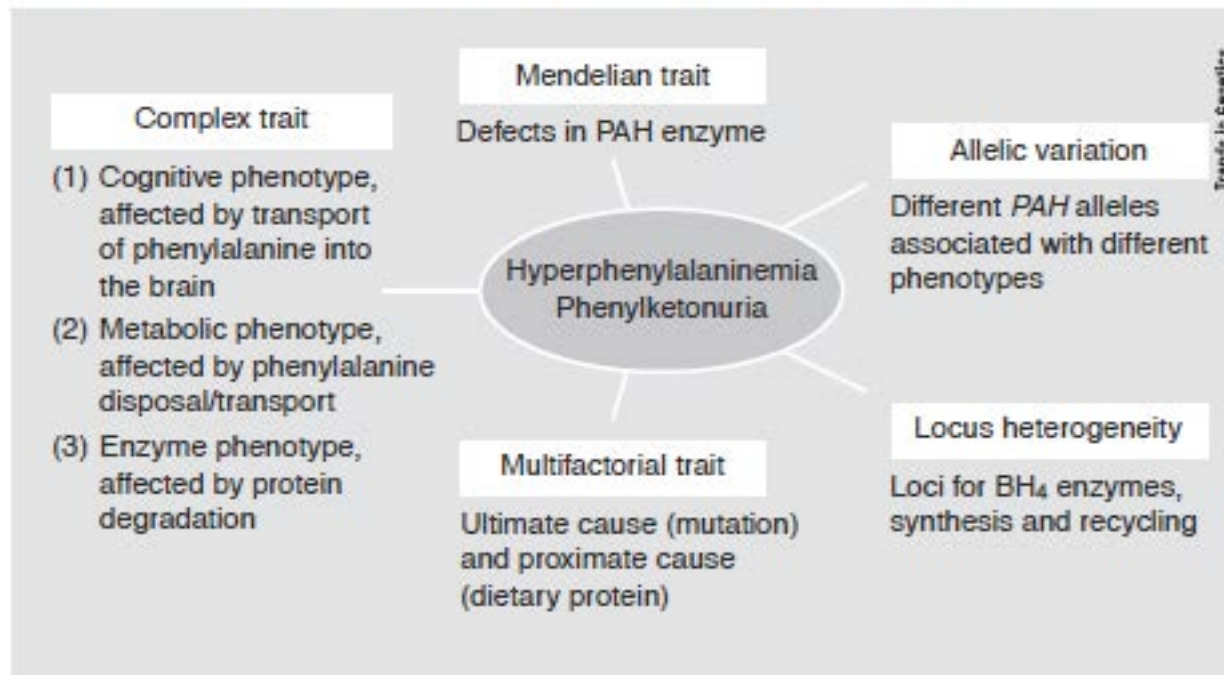 Mendelian trait
Defects in PAH enzyme
Complex trait
(1) Cognitive phenotype,
affected by transport
of phenylalanine into
the brain
(2) Metabolic phenotype,
affected by phenylalanine
disposal/transport
(3) Enzyme phenotype,
affected by protein
degradation
Hyperphenylalaninemia
Phenylketonuria
Allelic variation
Different PAH alleles
associated with different
phenotypes
Locus heterogeneity
Loci for BH₄ enzymes,
synthesis and recycling
Multifactorial trait
Ultimate cause (mutation)
and proximate cause
(dietary protein)
Trends in Genetics